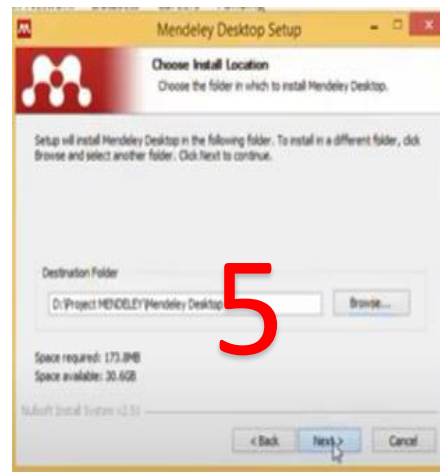 Mendeley Desktop Setup
Choose Install Location
Choose the folder in which to install Mendeley Desktop.
Setup will install Mendeley Desktop in the following folder. To install in a different folder, click
Browse and select another folder. Click Next to continue.
Destination Folder
D:\Project MENDELEY\Mendeley Desktop
Browse...
5
Space required: 173.8MB
Space available: 30.6GB
Nullsoft Install System v2.51
< Back
Next >
Cancel